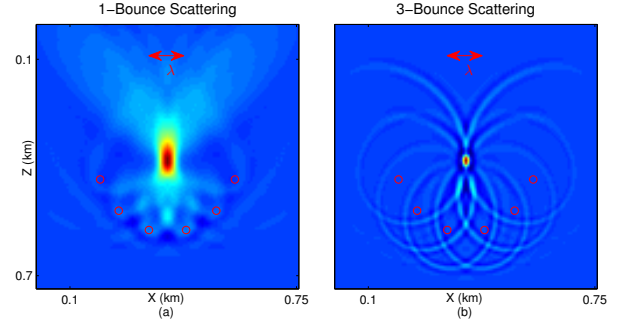 1−Bounce Scattering
λ
0.1
Z (km)
0.7
0.1
X (km)
0.75
(a)
3−Bounce Scattering
λ
0.1
X (km)
0.75
(b)